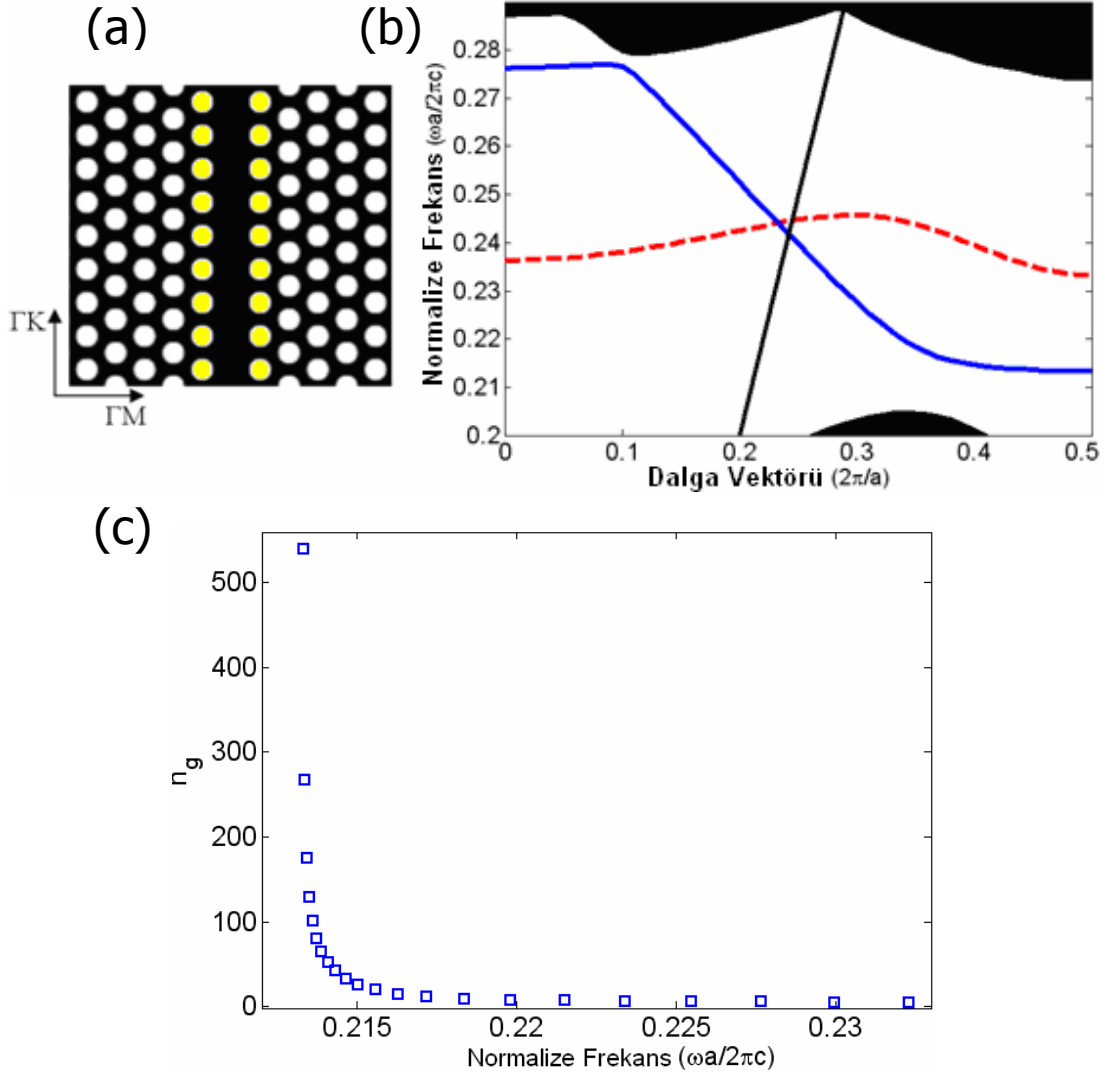 (a)
ΓK
ΓM
(b)
Normalize Frekans (ωa/2πc)
0.28
0.27
0.26
0.25
0.24
0.23
0.22
0.21
0.2
0
0.1
0.2
0.3
0.4
0.5
Dalga Vektörü (2π/a)
(c)
n_g
500
400
300
200
100
0
0.215
0.22
0.225
0.23
Normalize Frekans (ωa/2πc)